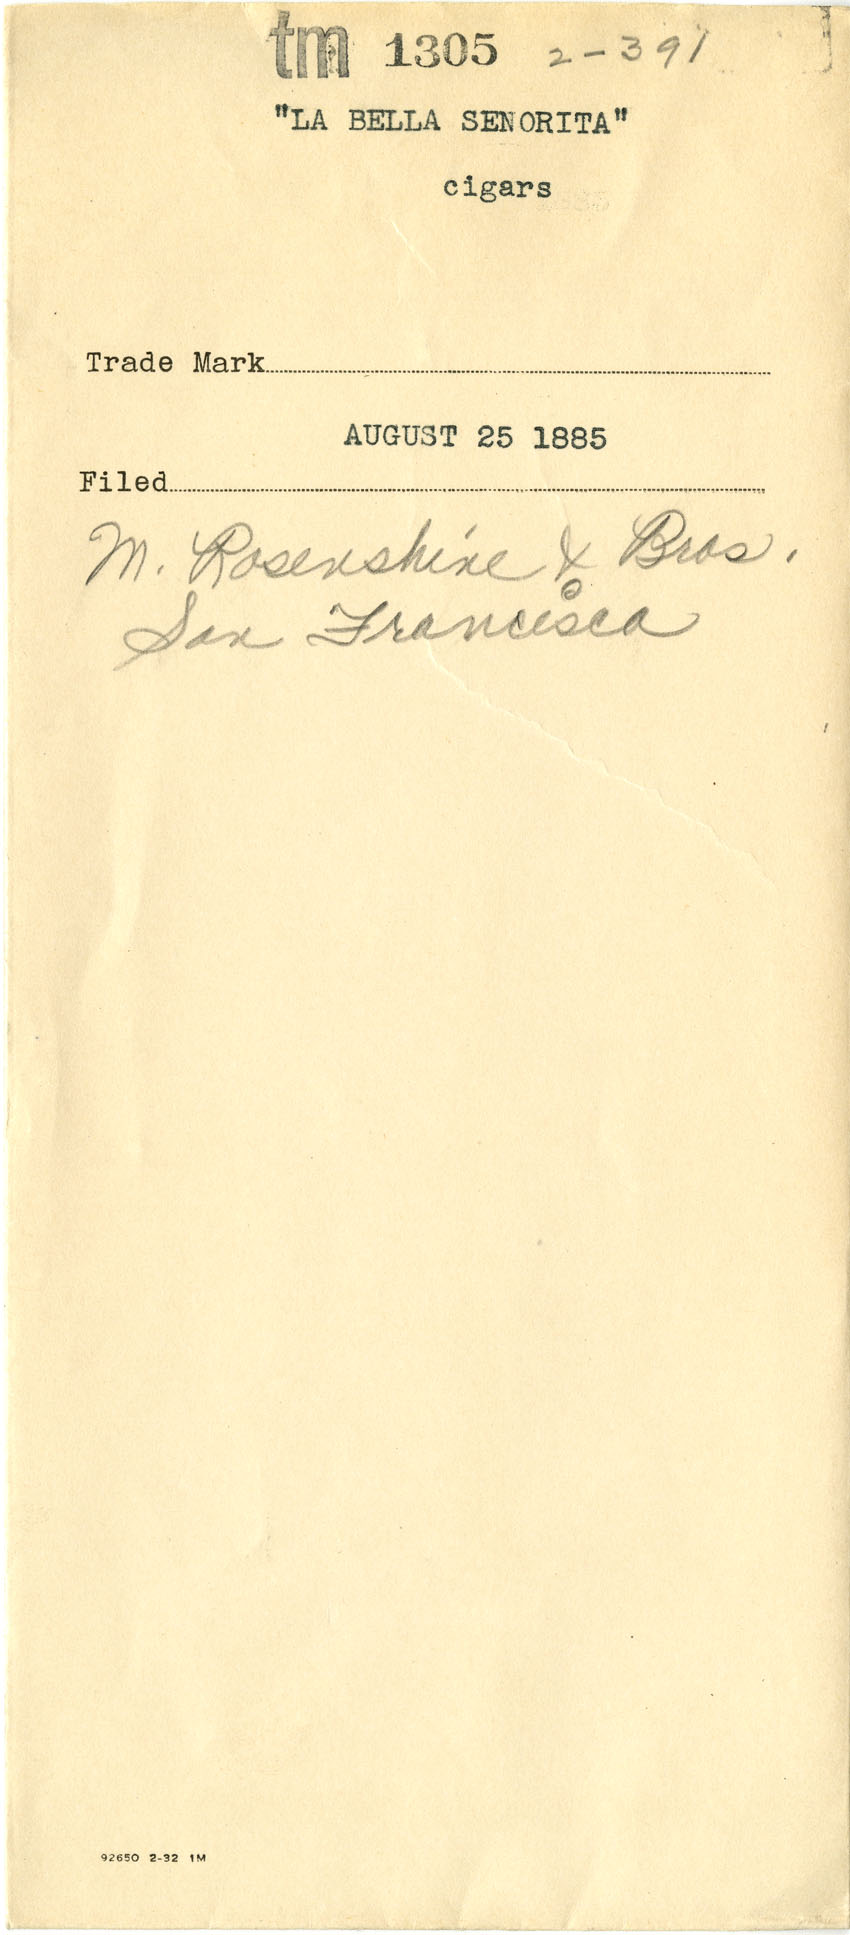 tm 1305 2-391
"LA BELLA SENORITA"
cigars
Trade Mark
AUGUST 25 1885
Filed
M. Rosenshine & Bros.
San Francisco
92650 2-32 1M